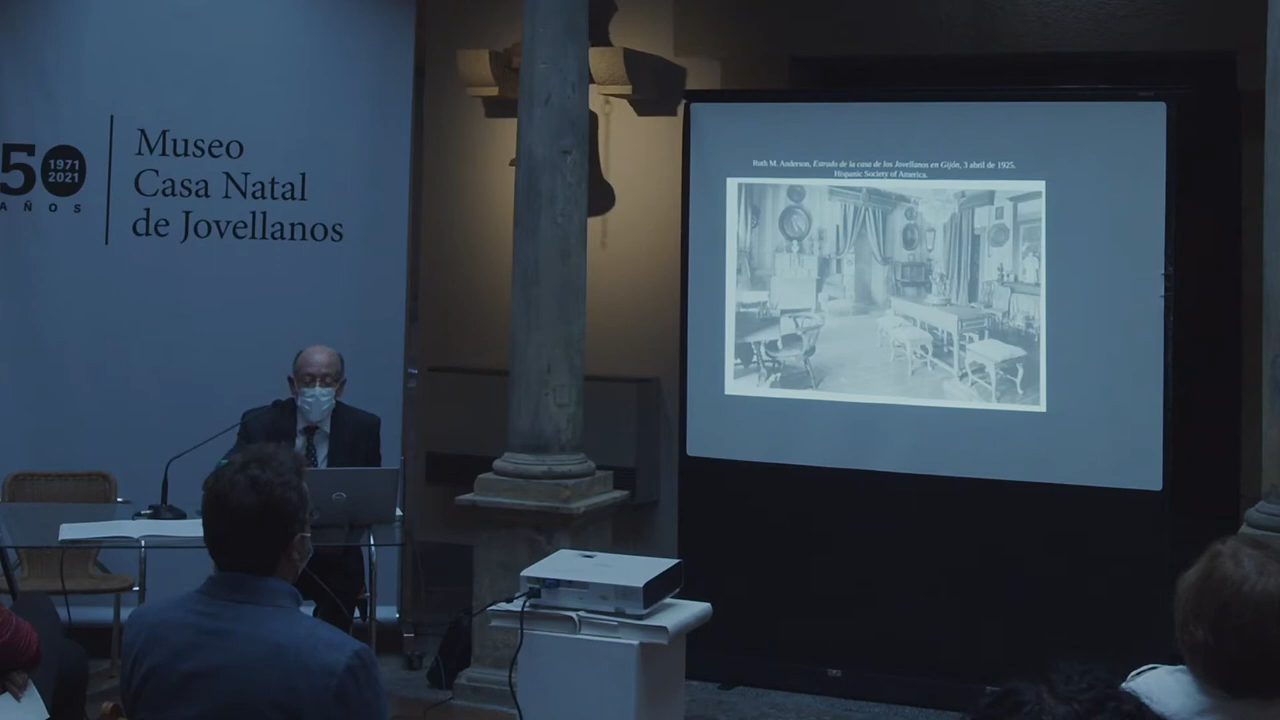 50
1971
2021
AÑOS
Museo
Casa Natal
de Jovellanos
Ruth M. Anderson, Estrado de la casa de los Jovellanos en Gijón, 3 abril de 1925.
Hispanic Society of America.